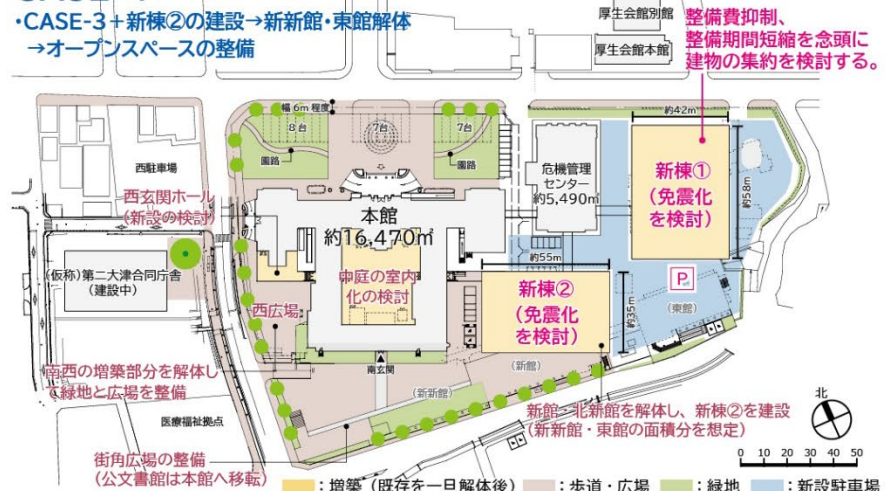 ・CASE-3+新棟②の建設→新新館・東館解体
→オープンスペースの整備
厚生会館別館
厚生会館本館
整備費抑制、
整備期間短縮を念頭に
建物の集約を検討する。
幅6m程度
8台
7台
7台
園路
園路
約42m
西駐車場
危機管理
センター
約5,490㎡
新棟①
(免震化
を検討)
約58m
西玄関ホール
(新設の検討)
本館
約16,470㎡
(仮称)第二大津合同庁舎
(建設中)
中庭の室内
化の検討
約55m
新棟②
(免震化
を検討)
約35m
P
(東館)
西広場
南玄関
(新館)
(新新館)
南西の増築部分を解体し
て緑地と広場を整備
医療福祉拠点
新館・北新館を解体し、新棟②を建設
(新新館・東館の面積分を想定)
街角広場の整備
(公文書館は本館へ移転)
北
0 10 20 30 40 50
:増築(既存を一旦解体後)
:歩道・広場
:緑地
:新設駐車場